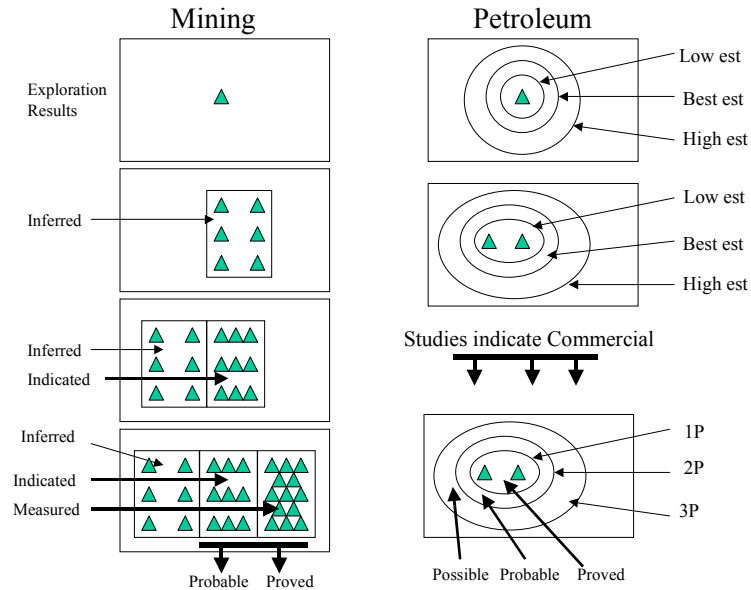 Mining
Exploration
Results
Inferred
Inferred
Indicated
Inferred
Indicated
Measured
Probable Proved
Petroleum
Low est
Best est
High est
Low est
Best est
High est
Studies indicate Commercial
1P
2P
3P
Possible Probable Proved